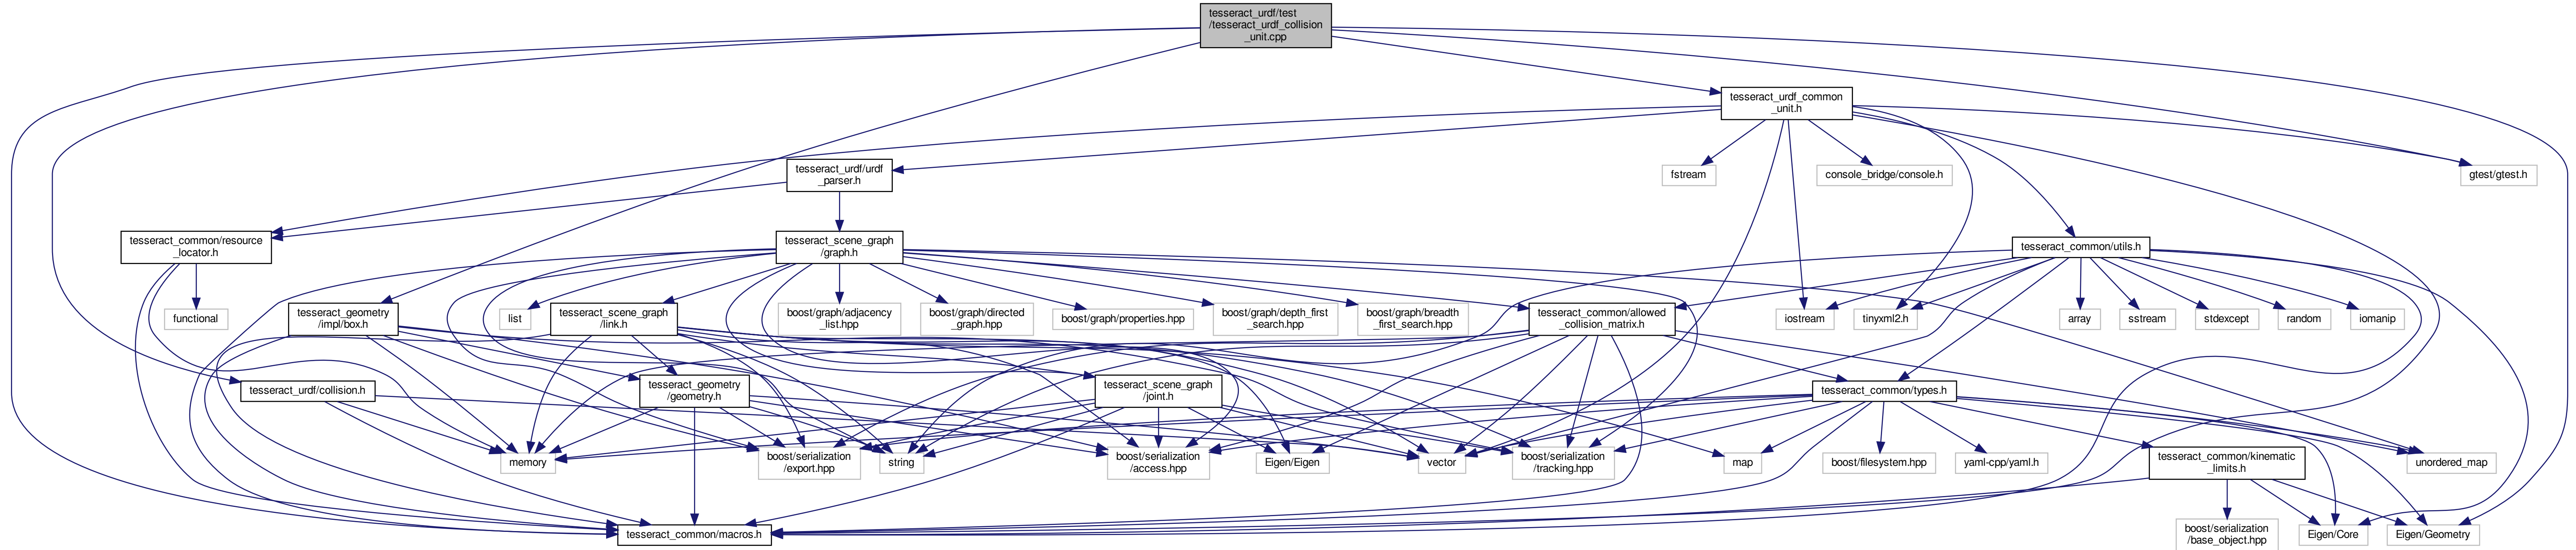 tesseract_urdf/test
/tesseract_urdf_collision
_unit.cpp
tesseract_urdf_common
_unit.h
tesseract_urdf/urdf
_parser.h
fstream
console_bridge/console.h
gtest/gtest.h
tesseract_common/resource
_locator.h
tesseract_scene_graph
/graph.h
tesseract_common/utils.h
functional
tesseract_geometry
/impl/box.h
list
tesseract_scene_graph
/link.h
boost/graph/adjacency
_list.hpp
boost/graph/directed
_graph.hpp
boost/graph/properties.hpp
boost/graph/depth_first
_search.hpp
boost/graph/breadth
_first_search.hpp
tesseract_common/allowed
_collision_matrix.h
iostream
tinyxml2.h
array
sstream
stdexcept
random
iomanip
tesseract_urdf/collision.h
tesseract_geometry
/geometry.h
tesseract_scene_graph
/joint.h
tesseract_common/types.h
memory
boost/serialization
/export.hpp
string
boost/serialization
/access.hpp
Eigen/Eigen
vector
boost/serialization
/tracking.hpp
map
boost/filesystem.hpp
yaml-cpp/yaml.h
tesseract_common/kinematic
_limits.h
unordered_map
tesseract_common/macros.h
boost/serialization
/base_object.hpp
Eigen/Core
Eigen/Geometry